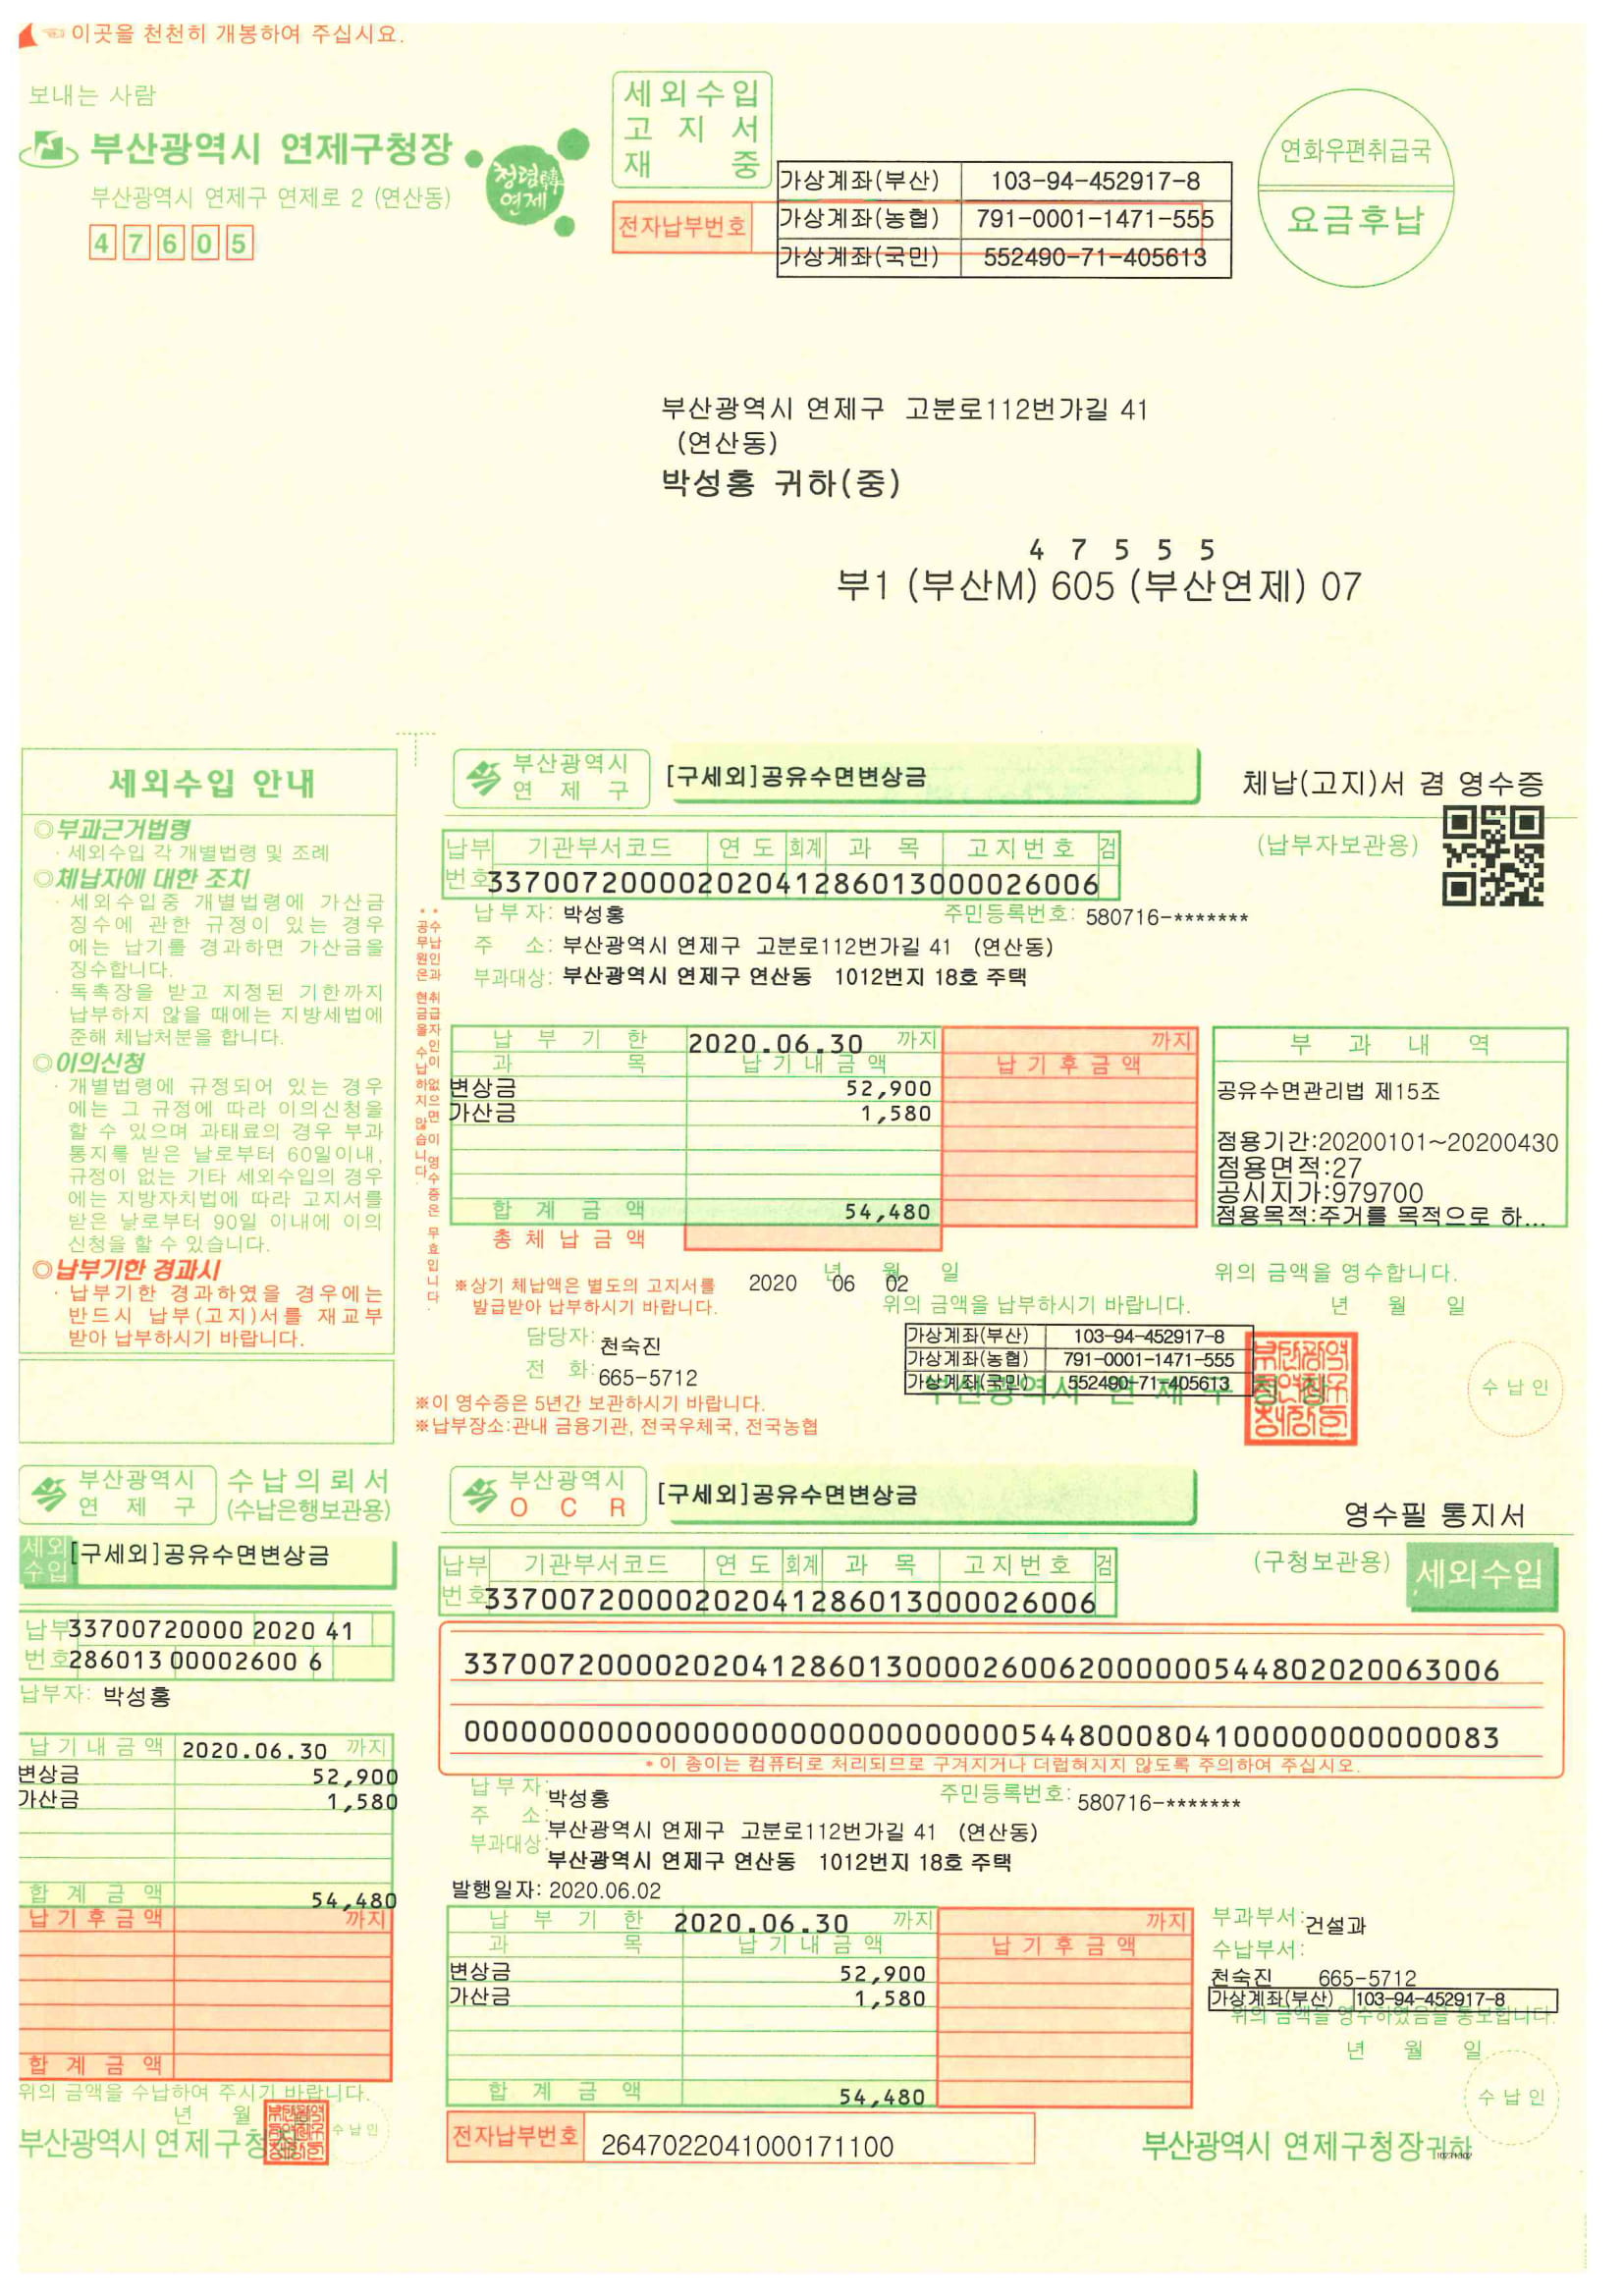 ☜ 이곳을 천천히 개봉하여 주십시요.
보내는 사람
부산광역시 연제구청장
부산광역시 연제구 연제로 2 (연산동)
4 7 6 0 5
청렴
연제
세외수입
고 지 서
재 중
전자납부번호
가상계좌(부산) 103-94-452917-8
가상계좌(농협) 791-0001-1471-555
가상계좌(국민) 552490-71-405613
연화우편취급국
요금후납
부산광역시 연제구 고분로112번가길 41
(연산동)
박성홍 귀하(중)
4 7 5 5 5
부1 (부산M) 605 (부산연제) 07
세외수입 안내
◎부과근거법령
· 세외수입 각 개별법령 및 조례
◎체납자에 대한 조치
· 세외수입중 개별법령에 가산금
징수에 관한 규정이 있는 경우
에는 납기를 경과하면 가산금을
징수합니다.
· 독촉장을 받고 지정된 기한까지
납부하지 않을 때에는 지방세법에
준해 체납처분을 합니다.
◎이의신청
· 개별법령에 규정되어 있는 경우
에는 그 규정에 따라 이의신청을
할 수 있으며 과태료의 경우 부과
통지를 받은 날로부터 60일이내,
규정이 없는 기타 세외수입의 경우
에는 지방자치법에 따라 고지서를
받은 날로부터 90일 이내에 이의
신청을 할 수 있습니다.
◎납부기한 경과시
· 납부기한 경과하였을 경우에는
반드시 납부(고지)서를 재교부
받아 납부하시기 바랍니다.
* 수납인과 취급자인이 없으면 이 영수증은 무효입니다.
* 공무원은 현금을 수납하지 않습니다.
부산광역시
연 제 구
[구세외]공유수면변상금
체납(고지)서 겸 영수증
(납부자보관용)
납부 기관부서코드 연 도 회계 과 목 고지번호 검
번호 33700720000202041286013000026006
납 부 자: 박성홍 주민등록번호: 580716-*******
주 소: 부산광역시 연제구 고분로112번가길 41 (연산동)
부과대상: 부산광역시 연제구 연산동 1012번지 18호 주택
납 부 기 한 2020.06.30 까지 까지
과 목 납 기 내 금 액 납 기 후 금 액
변상금 52,900
가산금 1,580
합 계 금 액 54,480
총 체 납 금 액
부 과 내 역
공유수면관리법 제15조
점용기간:20200101~20200430
점용면적:27
공시지가:979700
점용목적:주거를 목적으로 하...
※상기 체납액은 별도의 고지서를
발급받아 납부하시기 바랍니다.
2020 년 06 월 02 일
위의 금액을 납부하시기 바랍니다.
위의 금액을 영수합니다.
년 월 일
담당자: 천숙진
전 화: 665-5712
가상계좌(부산) 103-94-452917-8
가상계좌(농협) 791-0001-1471-555
가상계좌(국민) 552490-71-405613
부산광역시 연 제 구 청 장
수 납 인
※이 영수증은 5년간 보관하시기 바랍니다.
※납부장소:관내 금융기관, 전국우체국, 전국농협
부산광역시
연 제 구
수 납 의 뢰 서
(수납은행보관용)
세외
수입
[구세외]공유수면변상금
납부 33700720000 2020 41
번호 286013 00002600 6
납부자: 박성홍
납 기 내 금 액 2020.06.30 까지
변상금 52,900
가산금 1,580
합 계 금 액 54,480
납 기 후 금 액 까지
합 계 금 액
위의 금액을 수납하여 주시기 바랍니다.
년 월
부산광역시 연 제 구 청
수 납 인
부산광역시
O C R
[구세외]공유수면변상금
영수필 통지서
(구청보관용)
세외수입
납부 기관부서코드 연 도 회계 과 목 고지번호 검
번호 33700720000202041286013000026006
337007200002020412860130000260062000000544802020063006
000000000000000000000000000005448000804100000000000083
* 이 종이는 컴퓨터로 처리되므로 구겨지거나 더럽혀지지 않도록 주의하여 주십시오.
납 부 자: 박성홍 주민등록번호: 580716-*******
주 소: 부산광역시 연제구 고분로112번가길 41 (연산동)
부과대상: 부산광역시 연제구 연산동 1012번지 18호 주택
발행일자: 2020.06.02
납 부 기 한 2020.06.30 까지 까지
과 목 납 기 내 금 액 납 기 후 금 액
변상금 52,900
가산금 1,580
합 계 금 액 54,480
부과부서: 건설과
수납부서:
천숙진 665-5712
가상계좌(부산) 103-94-452917-8
위의 금액을 영수하였음을 통보합니다.
년 월 일
수 납 인
전자납부번호 2647022041000171100
부산광역시 연제구청장귀하